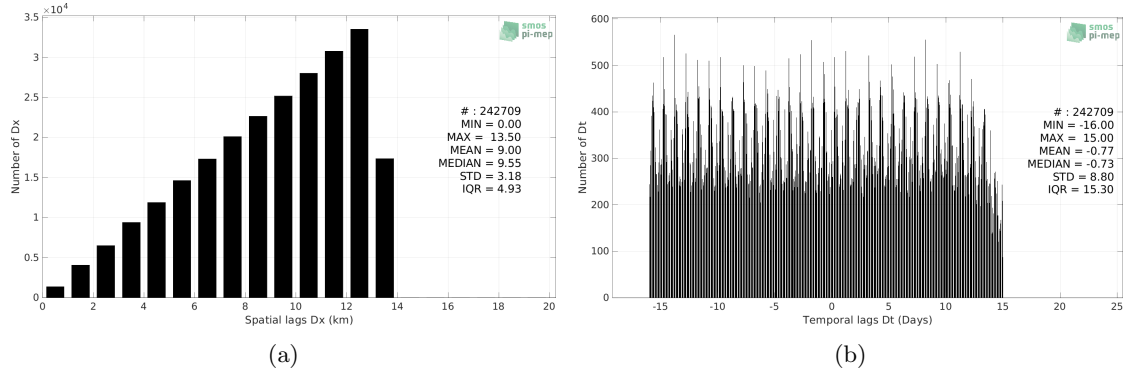 ×10⁴
3.5
3
2.5
2
1.5
1
0.5
0
Number of Dx
0 2 4 6 8 10 12 14 16 18 20
Spatial lags Dx (km)
smos
pi-mep
# : 242709
MIN = 0.00
MAX = 13.50
MEAN = 9.00
MEDIAN = 9.55
STD = 3.18
IQR = 4.93
(a)
600
500
400
300
200
100
0
Number of Dt
-15 -10 -5 0 5 10 15 20 25
Temporal lags Dt (Days)
smos
pi-mep
# : 242709
MIN = -16.00
MAX = 15.00
MEAN = -0.77
MEDIAN = -0.73
STD = 8.80
IQR = 15.30
(b)